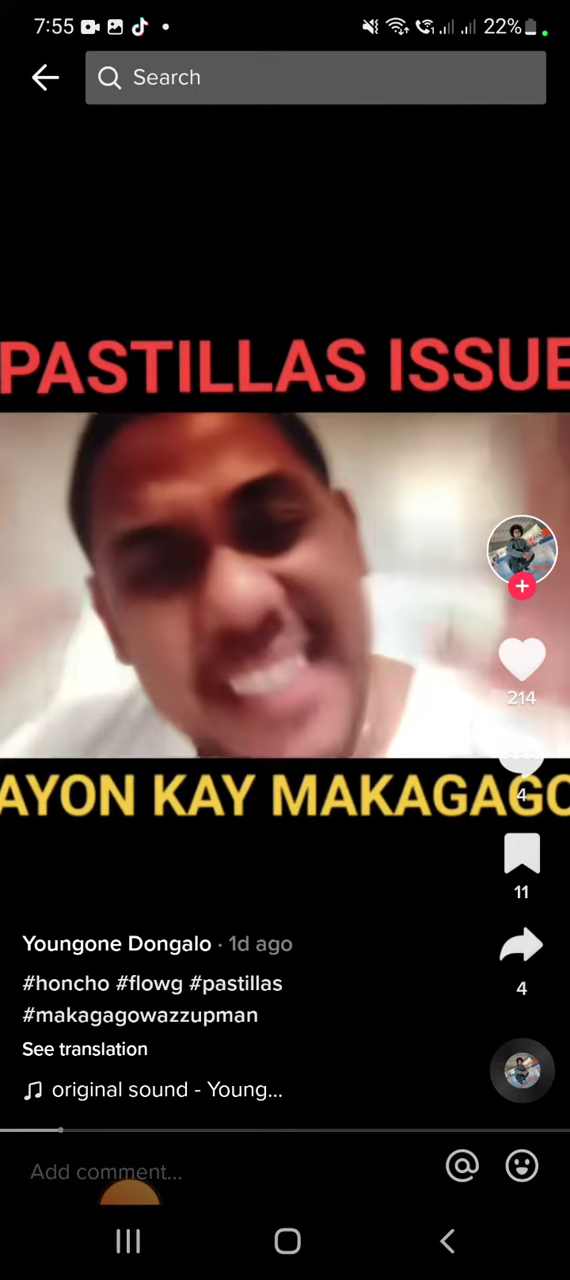 7:55
22%
Search
PASTILLAS ISSUE
AYON KAY MAKAGAGO
214
4
11
Youngone Dongalo · 1d ago
#honcho #flowg #pastillas
4
#makagagowazzupman
See translation
original sound - Young...
Add comment...